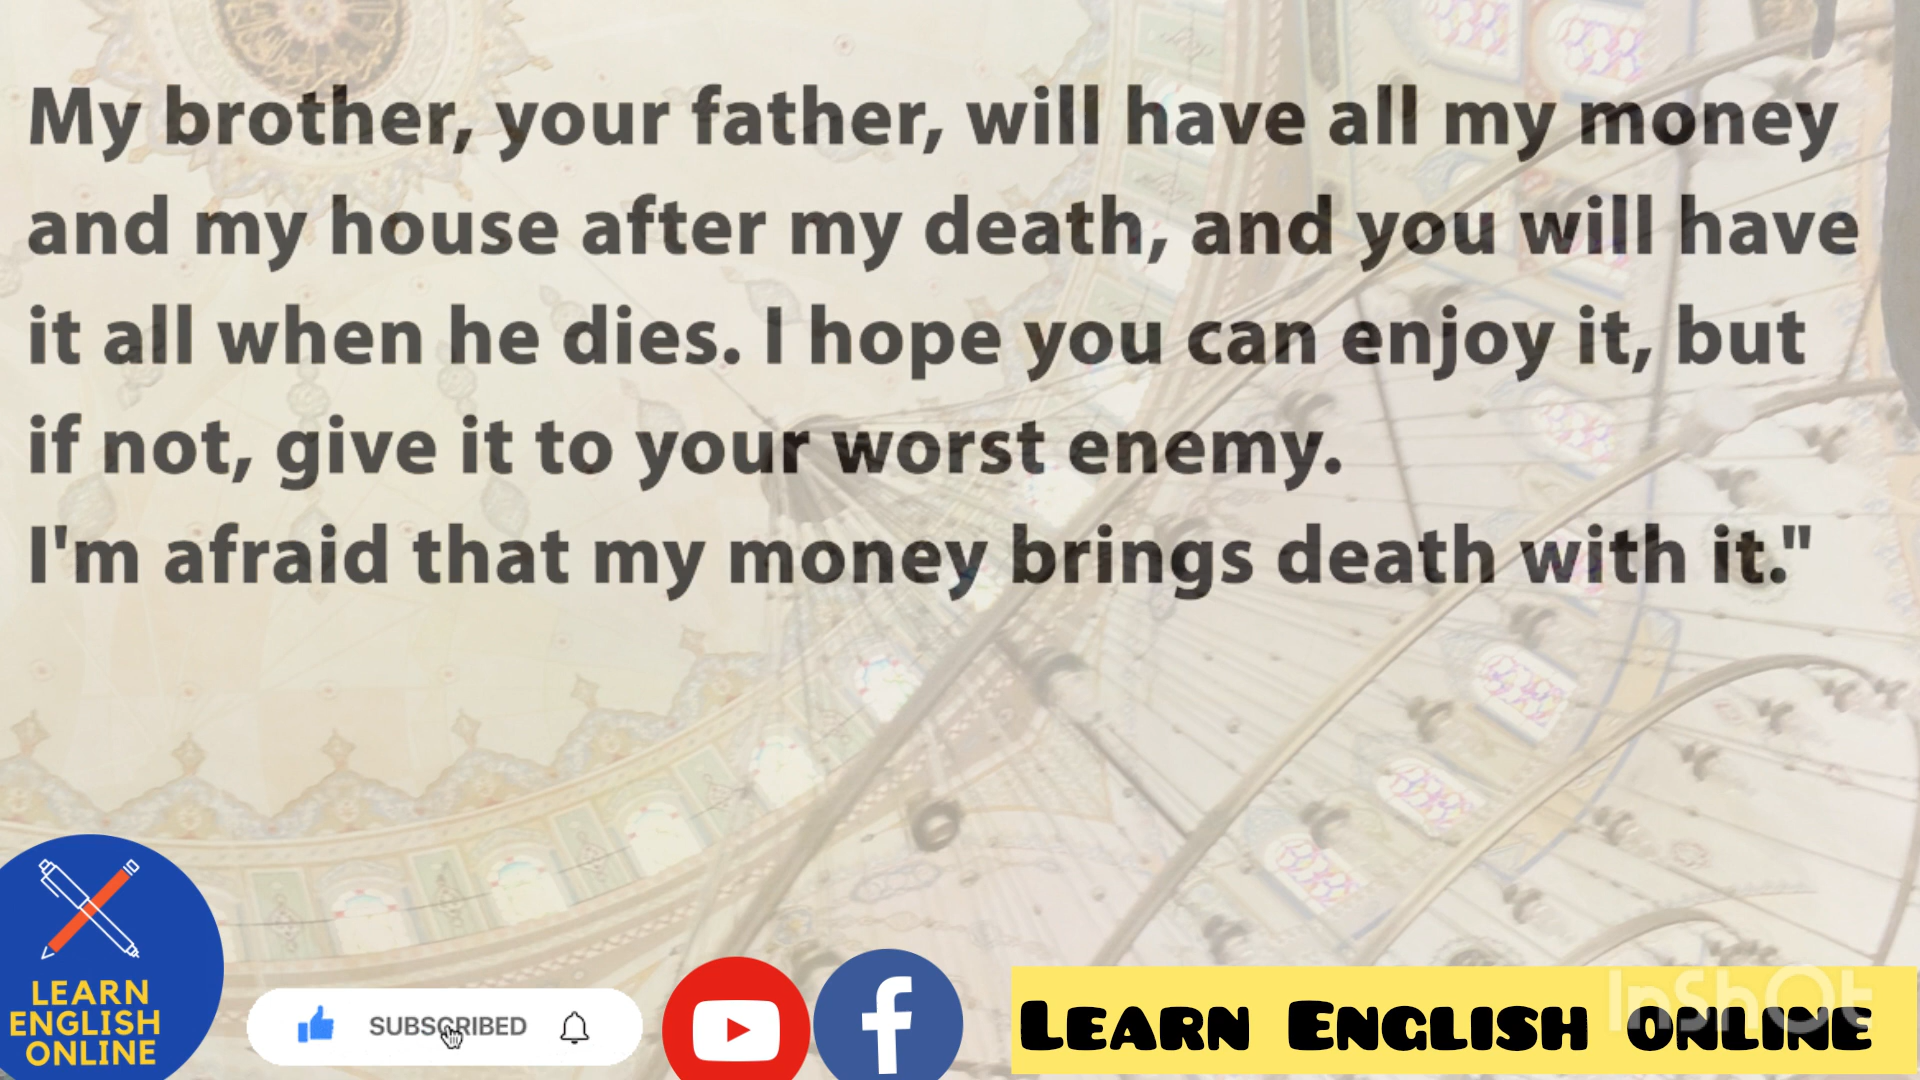 My brother, your father, will have all my money
and my house after my death, and you will have
it all when he dies. I hope you can enjoy it, but
if not, give it to your worst enemy.
I'm afraid that my money brings death with it."
LEARN
ENGLISH
ONLINE
SUBSCRIBED
LEARN ENGLISH ONLINE
InShOt